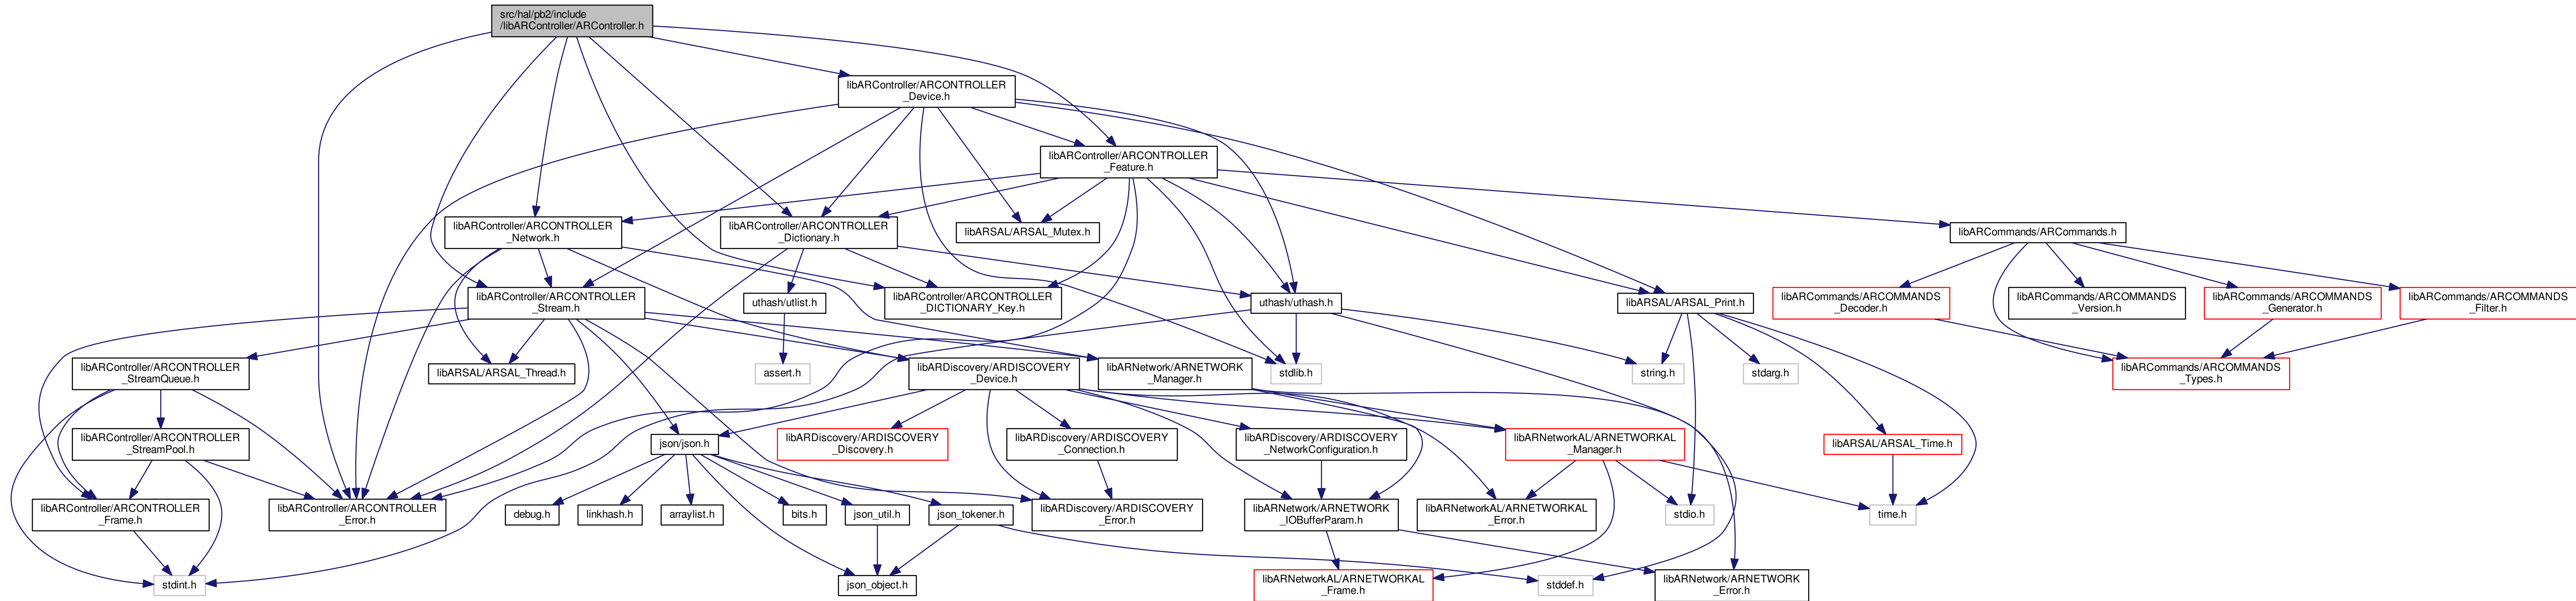 src/hal/pb2/include
/libARController/ARController.h
libARController/ARCONTROLLER
_Device.h
libARController/ARCONTROLLER
_Feature.h
libARController/ARCONTROLLER
_Network.h
libARController/ARCONTROLLER
_Dictionary.h
libARSAL/ARSAL_Mutex.h
libARCommands/ARCommands.h
libARController/ARCONTROLLER
_Stream.h
uthash/utlist.h
libARController/ARCONTROLLER
_DICTIONARY_Key.h
uthash/uthash.h
libARSAL/ARSAL_Print.h
libARCommands/ARCOMMANDS
_Decoder.h
libARCommands/ARCOMMANDS
_Version.h
libARCommands/ARCOMMANDS
_Generator.h
libARCommands/ARCOMMANDS
_Filter.h
libARController/ARCONTROLLER
_StreamQueue.h
libARSAL/ARSAL_Thread.h
assert.h
libARDiscovery/ARDISCOVERY
_Device.h
libARNetwork/ARNETWORK
_Manager.h
stdlib.h
string.h
stdarg.h
libARCommands/ARCOMMANDS
_Types.h
libARController/ARCONTROLLER
_StreamPool.h
json/json.h
libARDiscovery/ARDISCOVERY
_Discovery.h
libARDiscovery/ARDISCOVERY
_Connection.h
libARDiscovery/ARDISCOVERY
_NetworkConfiguration.h
libARNetworkAL/ARNETWORKAL
_Manager.h
libARSAL/ARSAL_Time.h
libARController/ARCONTROLLER
_Frame.h
libARController/ARCONTROLLER
_Error.h
debug.h
linkhash.h
arraylist.h
bits.h
json_util.h
json_tokener.h
libARDiscovery/ARDISCOVERY
_Error.h
libARNetwork/ARNETWORK
_IOBufferParam.h
libARNetworkAL/ARNETWORKAL
_Error.h
stdio.h
time.h
stdint.h
json_object.h
libARNetworkAL/ARNETWORKAL
_Frame.h
stddef.h
libARNetwork/ARNETWORK
_Error.h